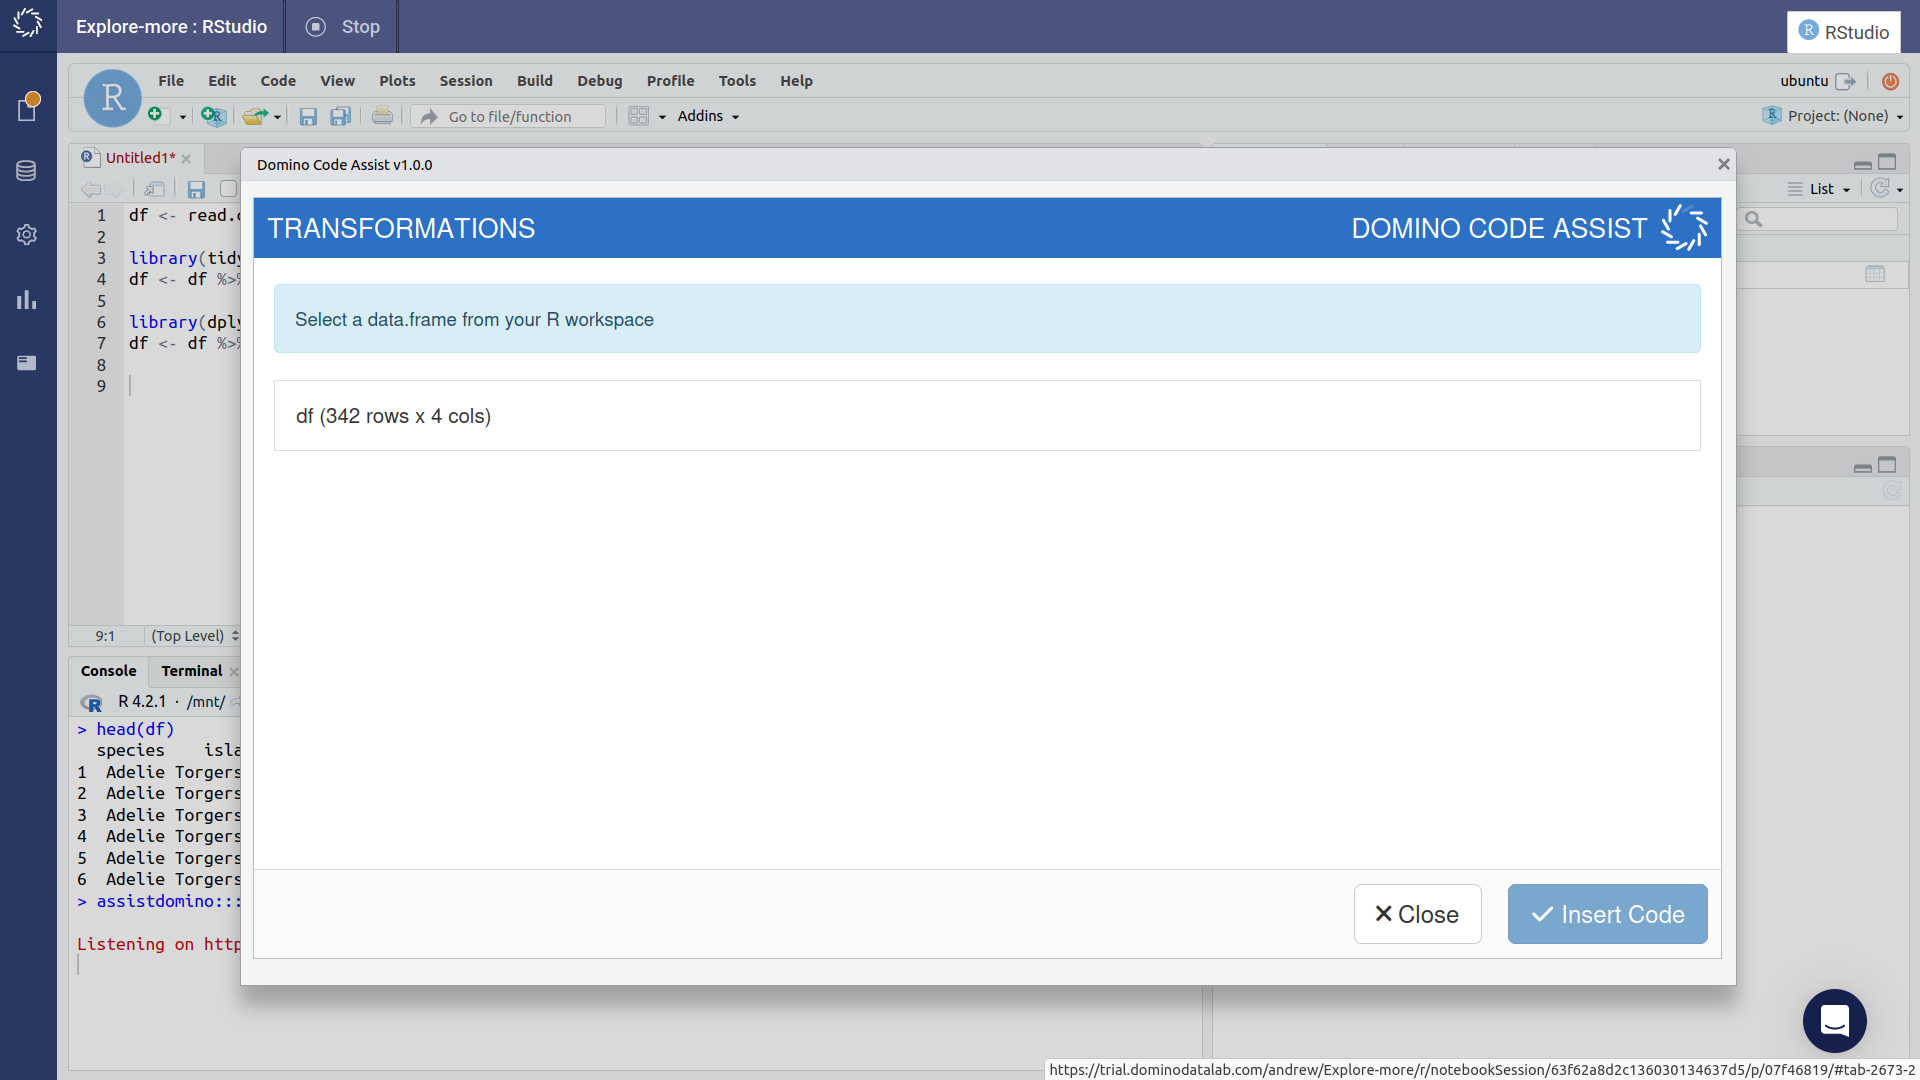 Explore-more : RStudio
Stop
RStudio
File Edit Code View Plots Session Build Debug Profile Tools Help
ubuntu
Go to file/function
Addins
Project: (None)
Untitled1*
Domino Code Assist v1.0.0
List
TRANSFORMATIONS
DOMINO CODE ASSIST
1 df <- read.
2
3 library(tidy
4 df <- df %>%
5
6 library(dply
7 df <- df %>%
8
9
Select a data.frame from your R workspace
df (342 rows x 4 cols)
9:1 (Top Level)
Console Terminal
R 4.2.1 · /mnt/
> head(df)
species isla
1 Adelie Torgers
2 Adelie Torgers
3 Adelie Torgers
4 Adelie Torgers
5 Adelie Torgers
6 Adelie Torgers
> assistdomino:::
Listening on http
Close
Insert Code
https://trial.dominodatalab.com/andrew/Explore-more/r/notebookSession/63f62a8d2c136030134637d5/p/07f46819/#tab-2673-2